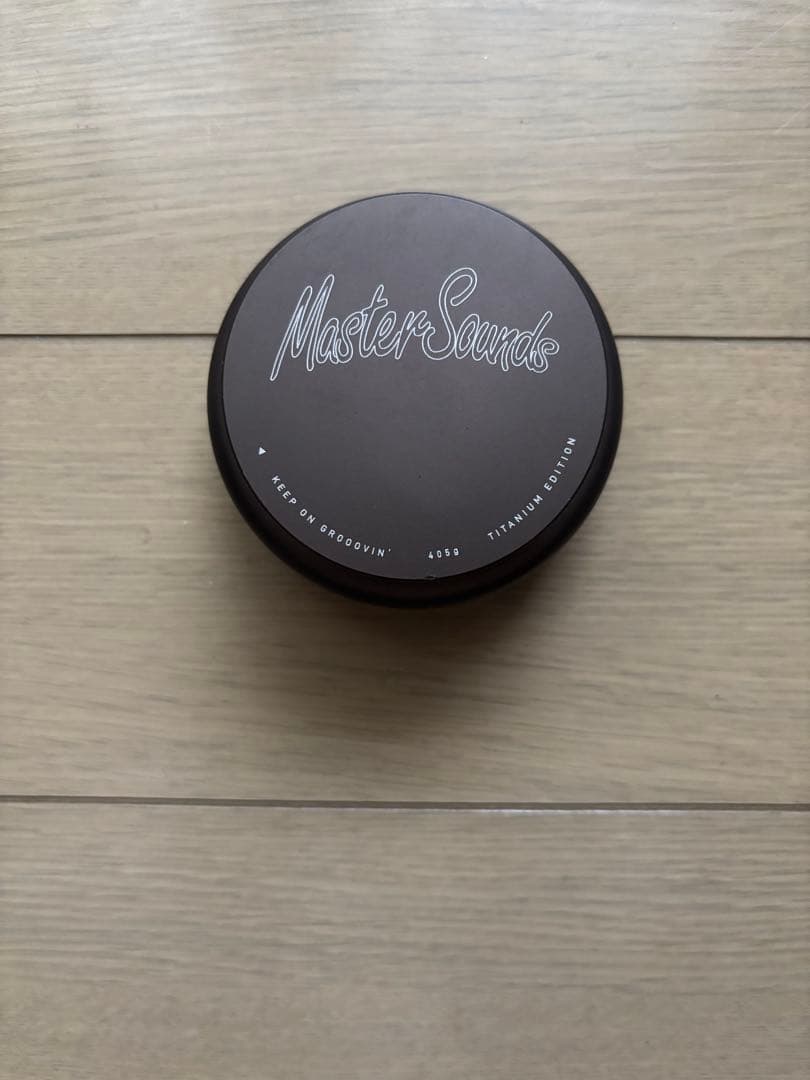 MasterSounds
KEEP ON GROOOVIN' 405g TITANIUM EDITION